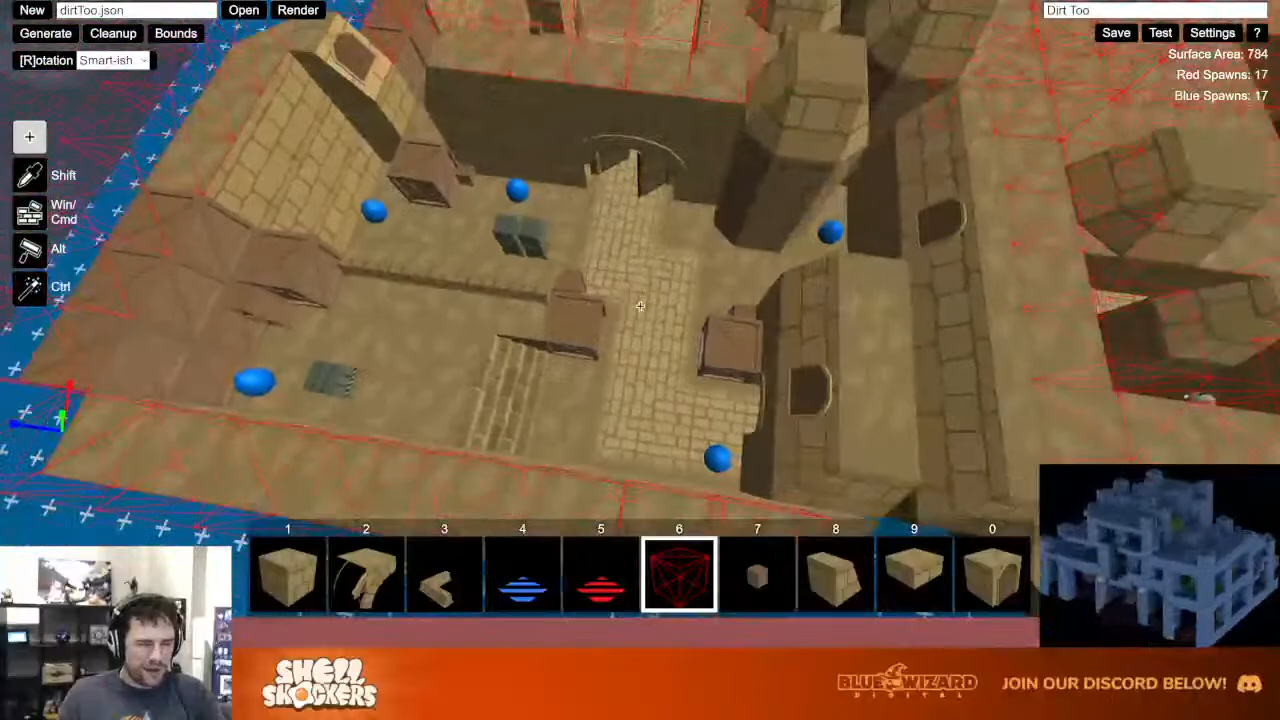 New dirtToo.json Open Render
Generate Cleanup Bounds
[R]otation Smart-ish
+
Shift
Win/
Cmd
Alt
Ctrl
Dirt Too
Save Test Settings ?
Surface Area: 784
Red Spawns: 17
Blue Spawns: 17
1 2 3 4 5 6 7 8 9 0
SHELL
SHOCKERS
BLUE WIZARD
DIGITAL
JOIN OUR DISCORD BELOW!